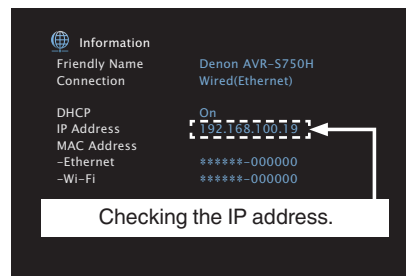 Information
Friendly Name Denon AVR-S750H
Connection Wired(Ethernet)
DHCP On
IP Address 192.168.100.19
MAC Address
-Ethernet ******-000000
-Wi-Fi ******-000000
Checking the IP address.